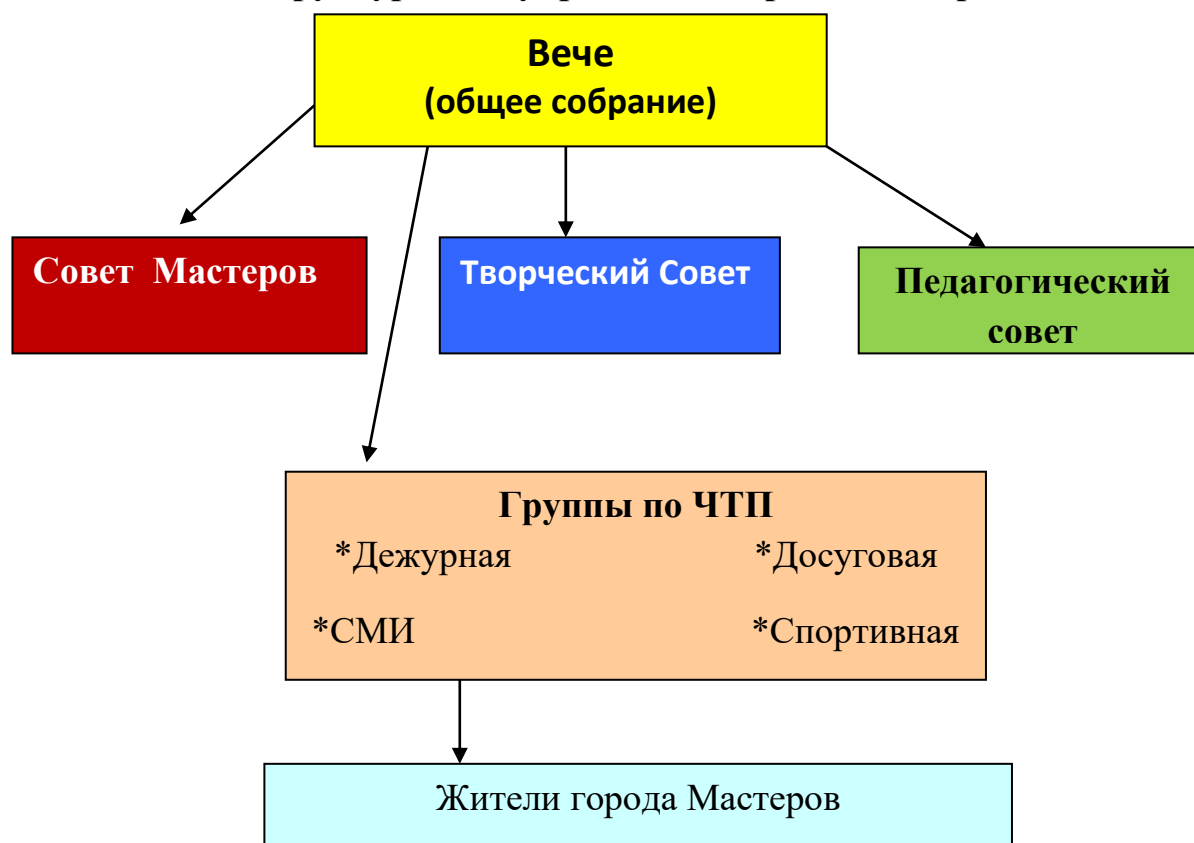 Вече
(общее собрание)
Совет Мастеров
Творческий Совет
Педагогический
совет
Группы по ЧТП
*Дежурная *Досуговая
*СМИ *Спортивная
Жители города Мастеров